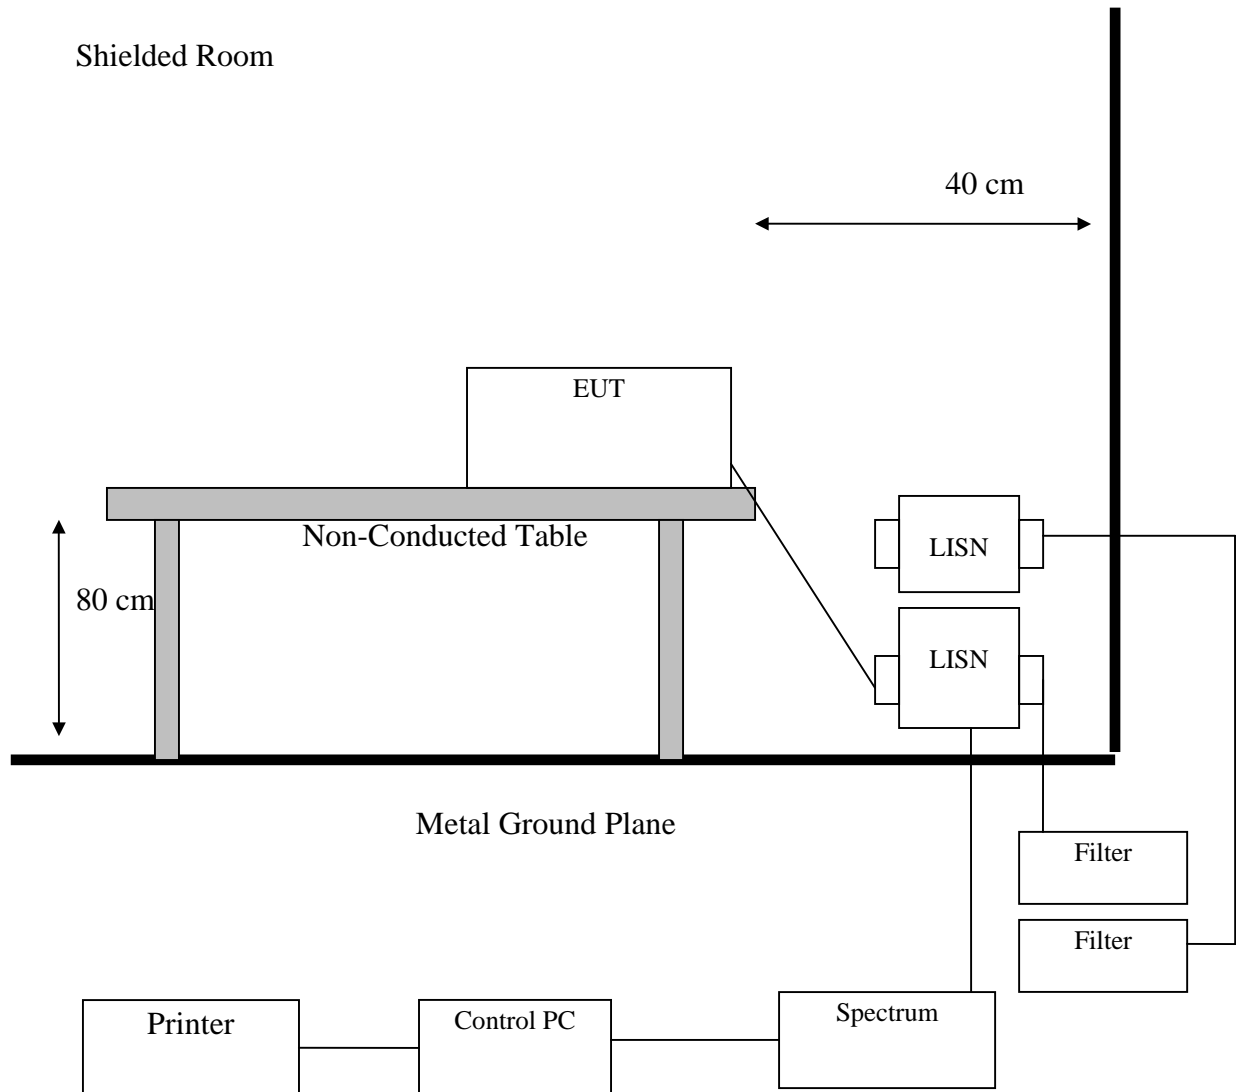 Shielded Room
40 cm
EUT
Non-Conducted Table
LISN
80 cm
LISN
Metal Ground Plane
Filter
Filter
Spectrum
Printer
Control PC